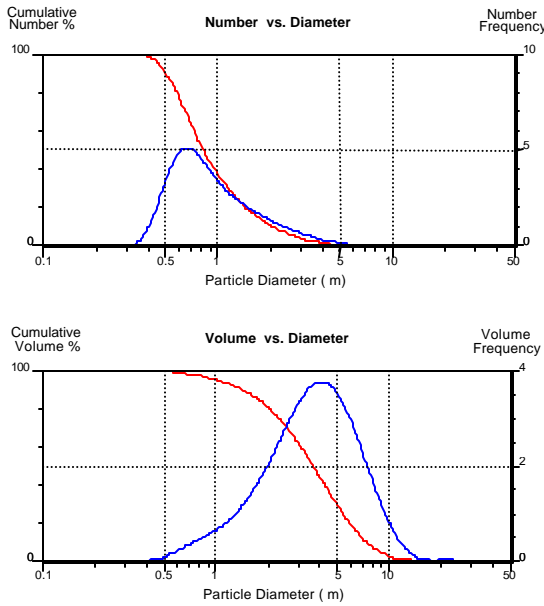 Cumulative
Number %
Number vs. Diameter
Number
Frequency
100
10
5
0
0
0.1
0.5
1
5
10
50
Particle Diameter ( m)
Cumulative
Volume %
Volume vs. Diameter
Volume
Frequency
100
4
2
0
0
0.1
0.5
1
5
10
50
Particle Diameter ( m)